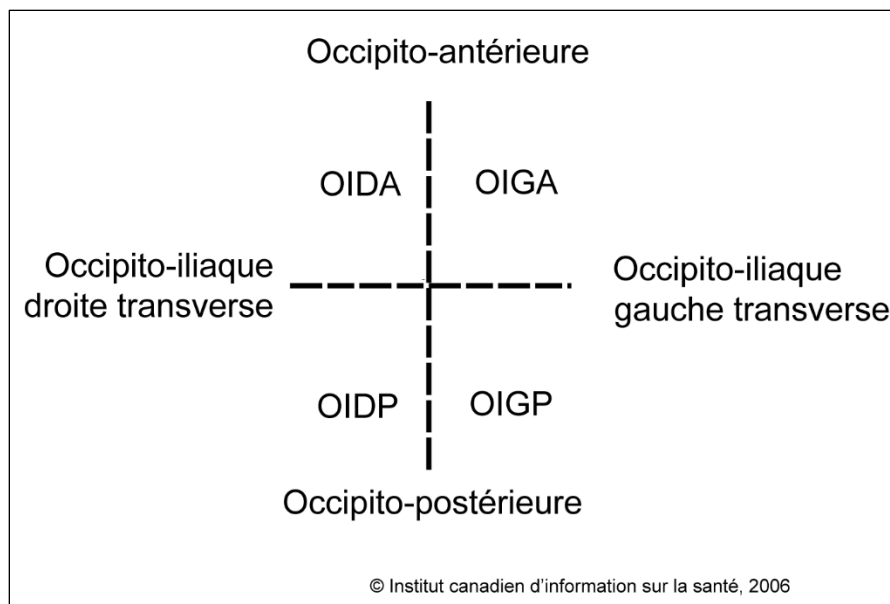 Occipito-antérieure
OIDA
OIGA
Occipito-iliaque
droite transverse
Occipito-iliaque
gauche transverse
OIDP
OIGP
Occipito-postérieure
© Institut canadien d’information sur la santé, 2006